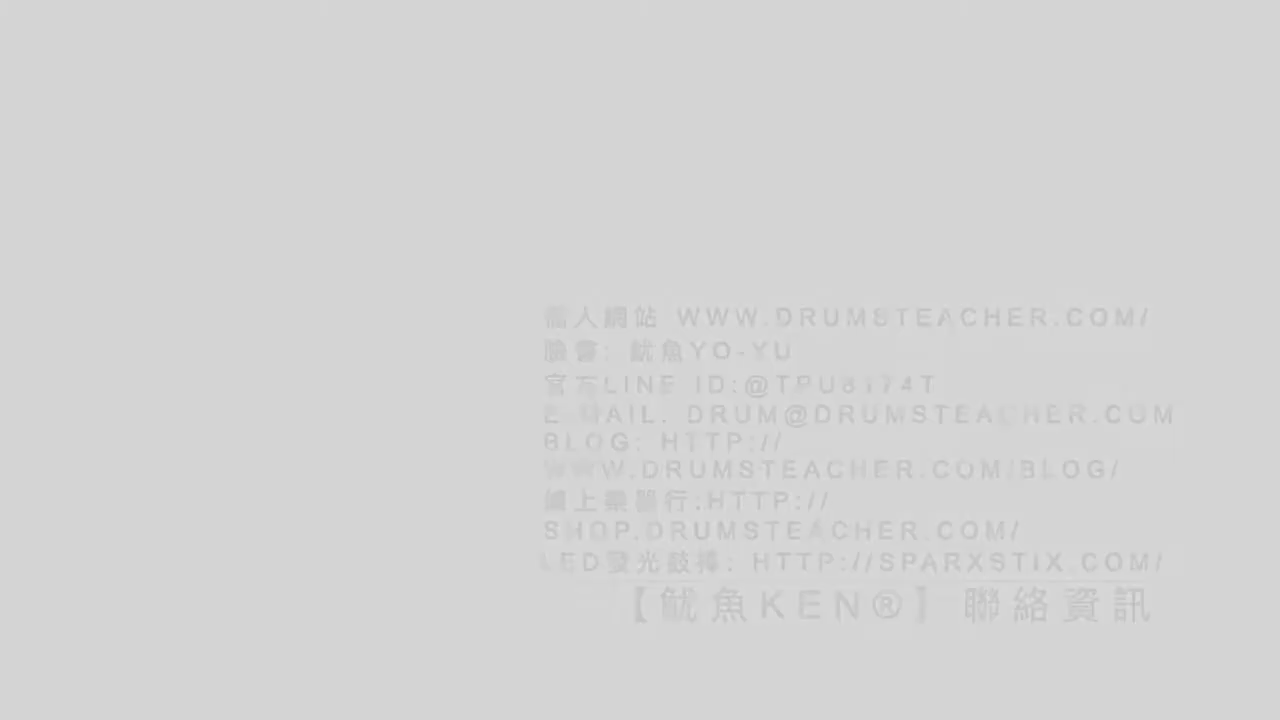 個人網站 WWW.DRUMSTEACHER.COM/
臉書: 魷魚YO-YU
官方LINE ID:@TPU8174T
E-MAIL. DRUM@DRUMSTEACHER.COM
BLOG: HTTP://
WWW.DRUMSTEACHER.COM/BLOG/
線上樂器行:HTTP://
SHOP.DRUMSTEACHER.COM/
LED發光鼓棒: HTTP://SPARXSTIX.COM/
【魷魚KEN®】 聯絡資訊